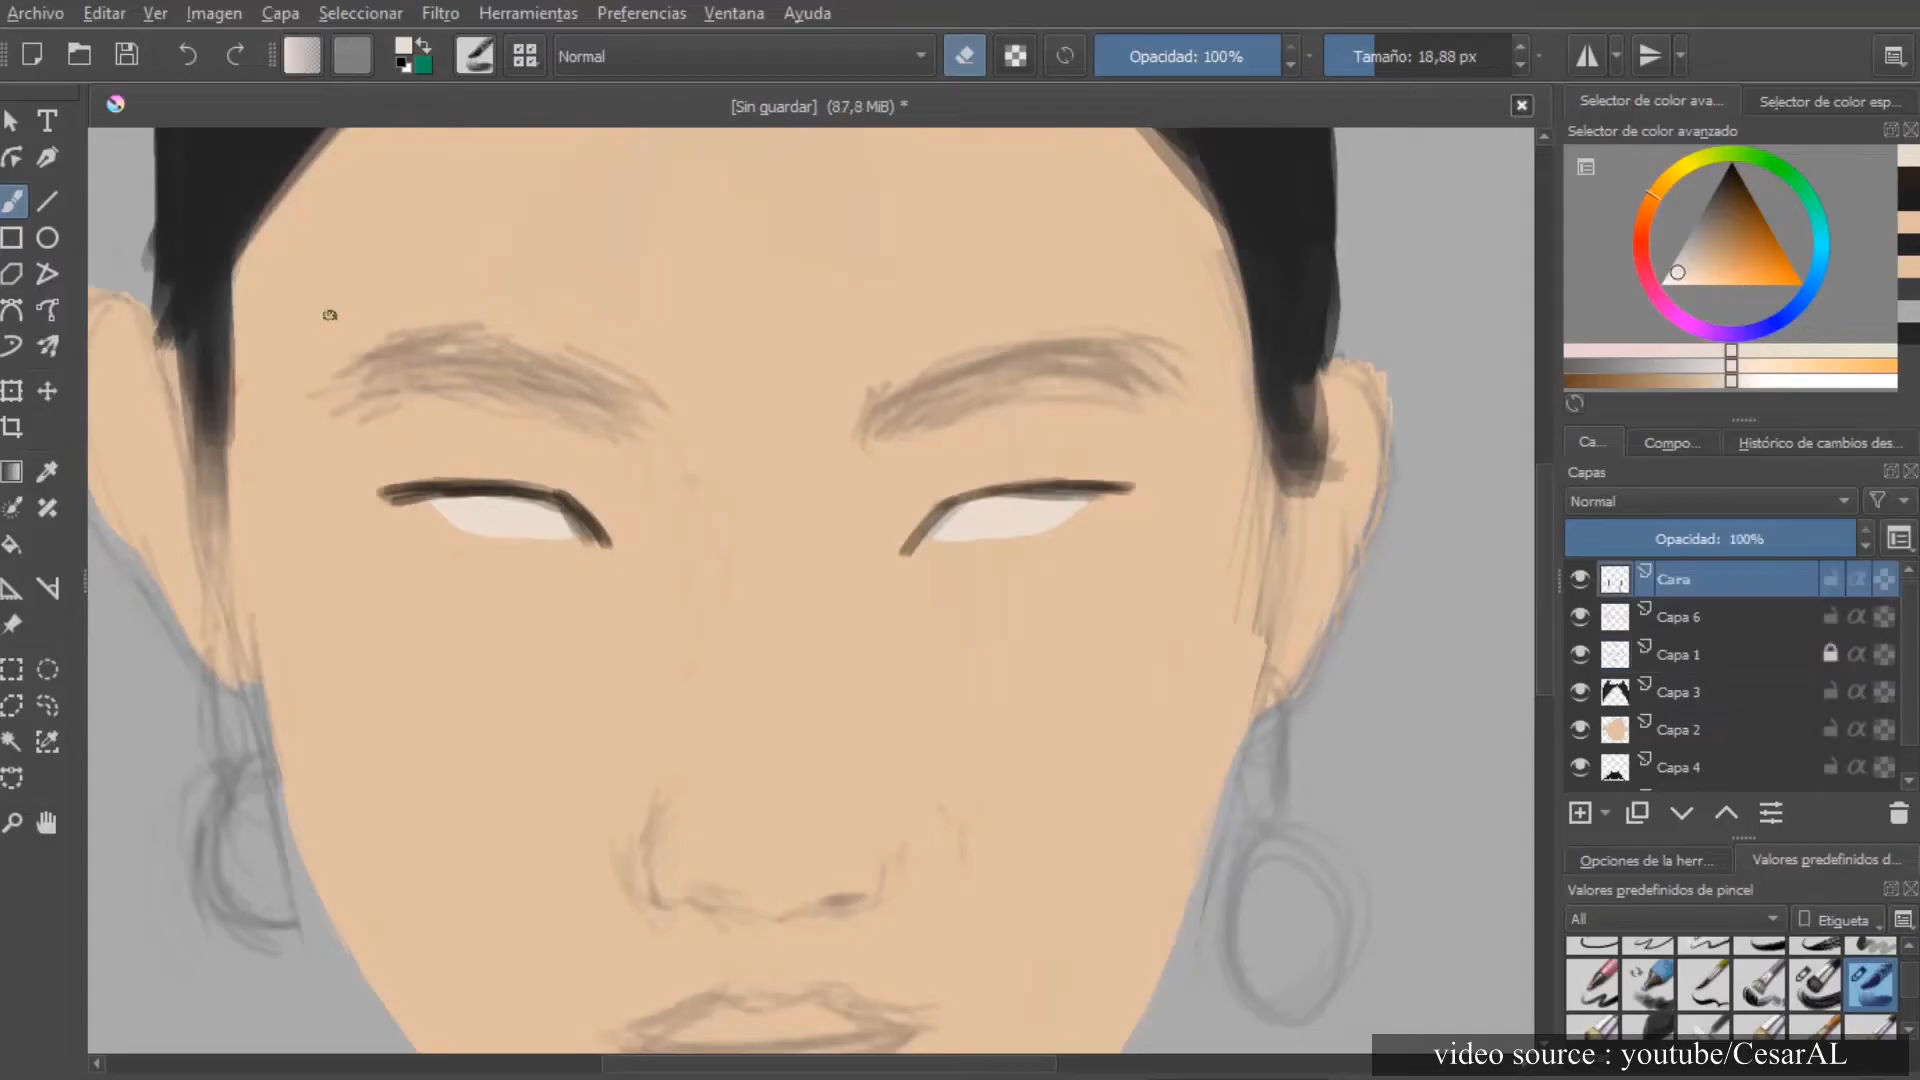 Archivo Editar Ver Imagen Capa Seleccionar Filtro Herramientas Preferencias Ventana Ayuda
Normal Opacidad: 100% Tamaño: 18,88 px
[Sin guardar] (87,8 MiB) *
Selector de color ava... Selector de color esp...
Selector de color avanzado
Ca... Compo... Histórico de cambios des...
Capas
Normal
Opacidad: 100%
Cara
Capa 6
Capa 1
Capa 3
Capa 2
Capa 4
Opciones de la herr... Valores predefinidos d...
Valores predefinidos de pincel
All Etiqueta
video source : youtube/CesarAL